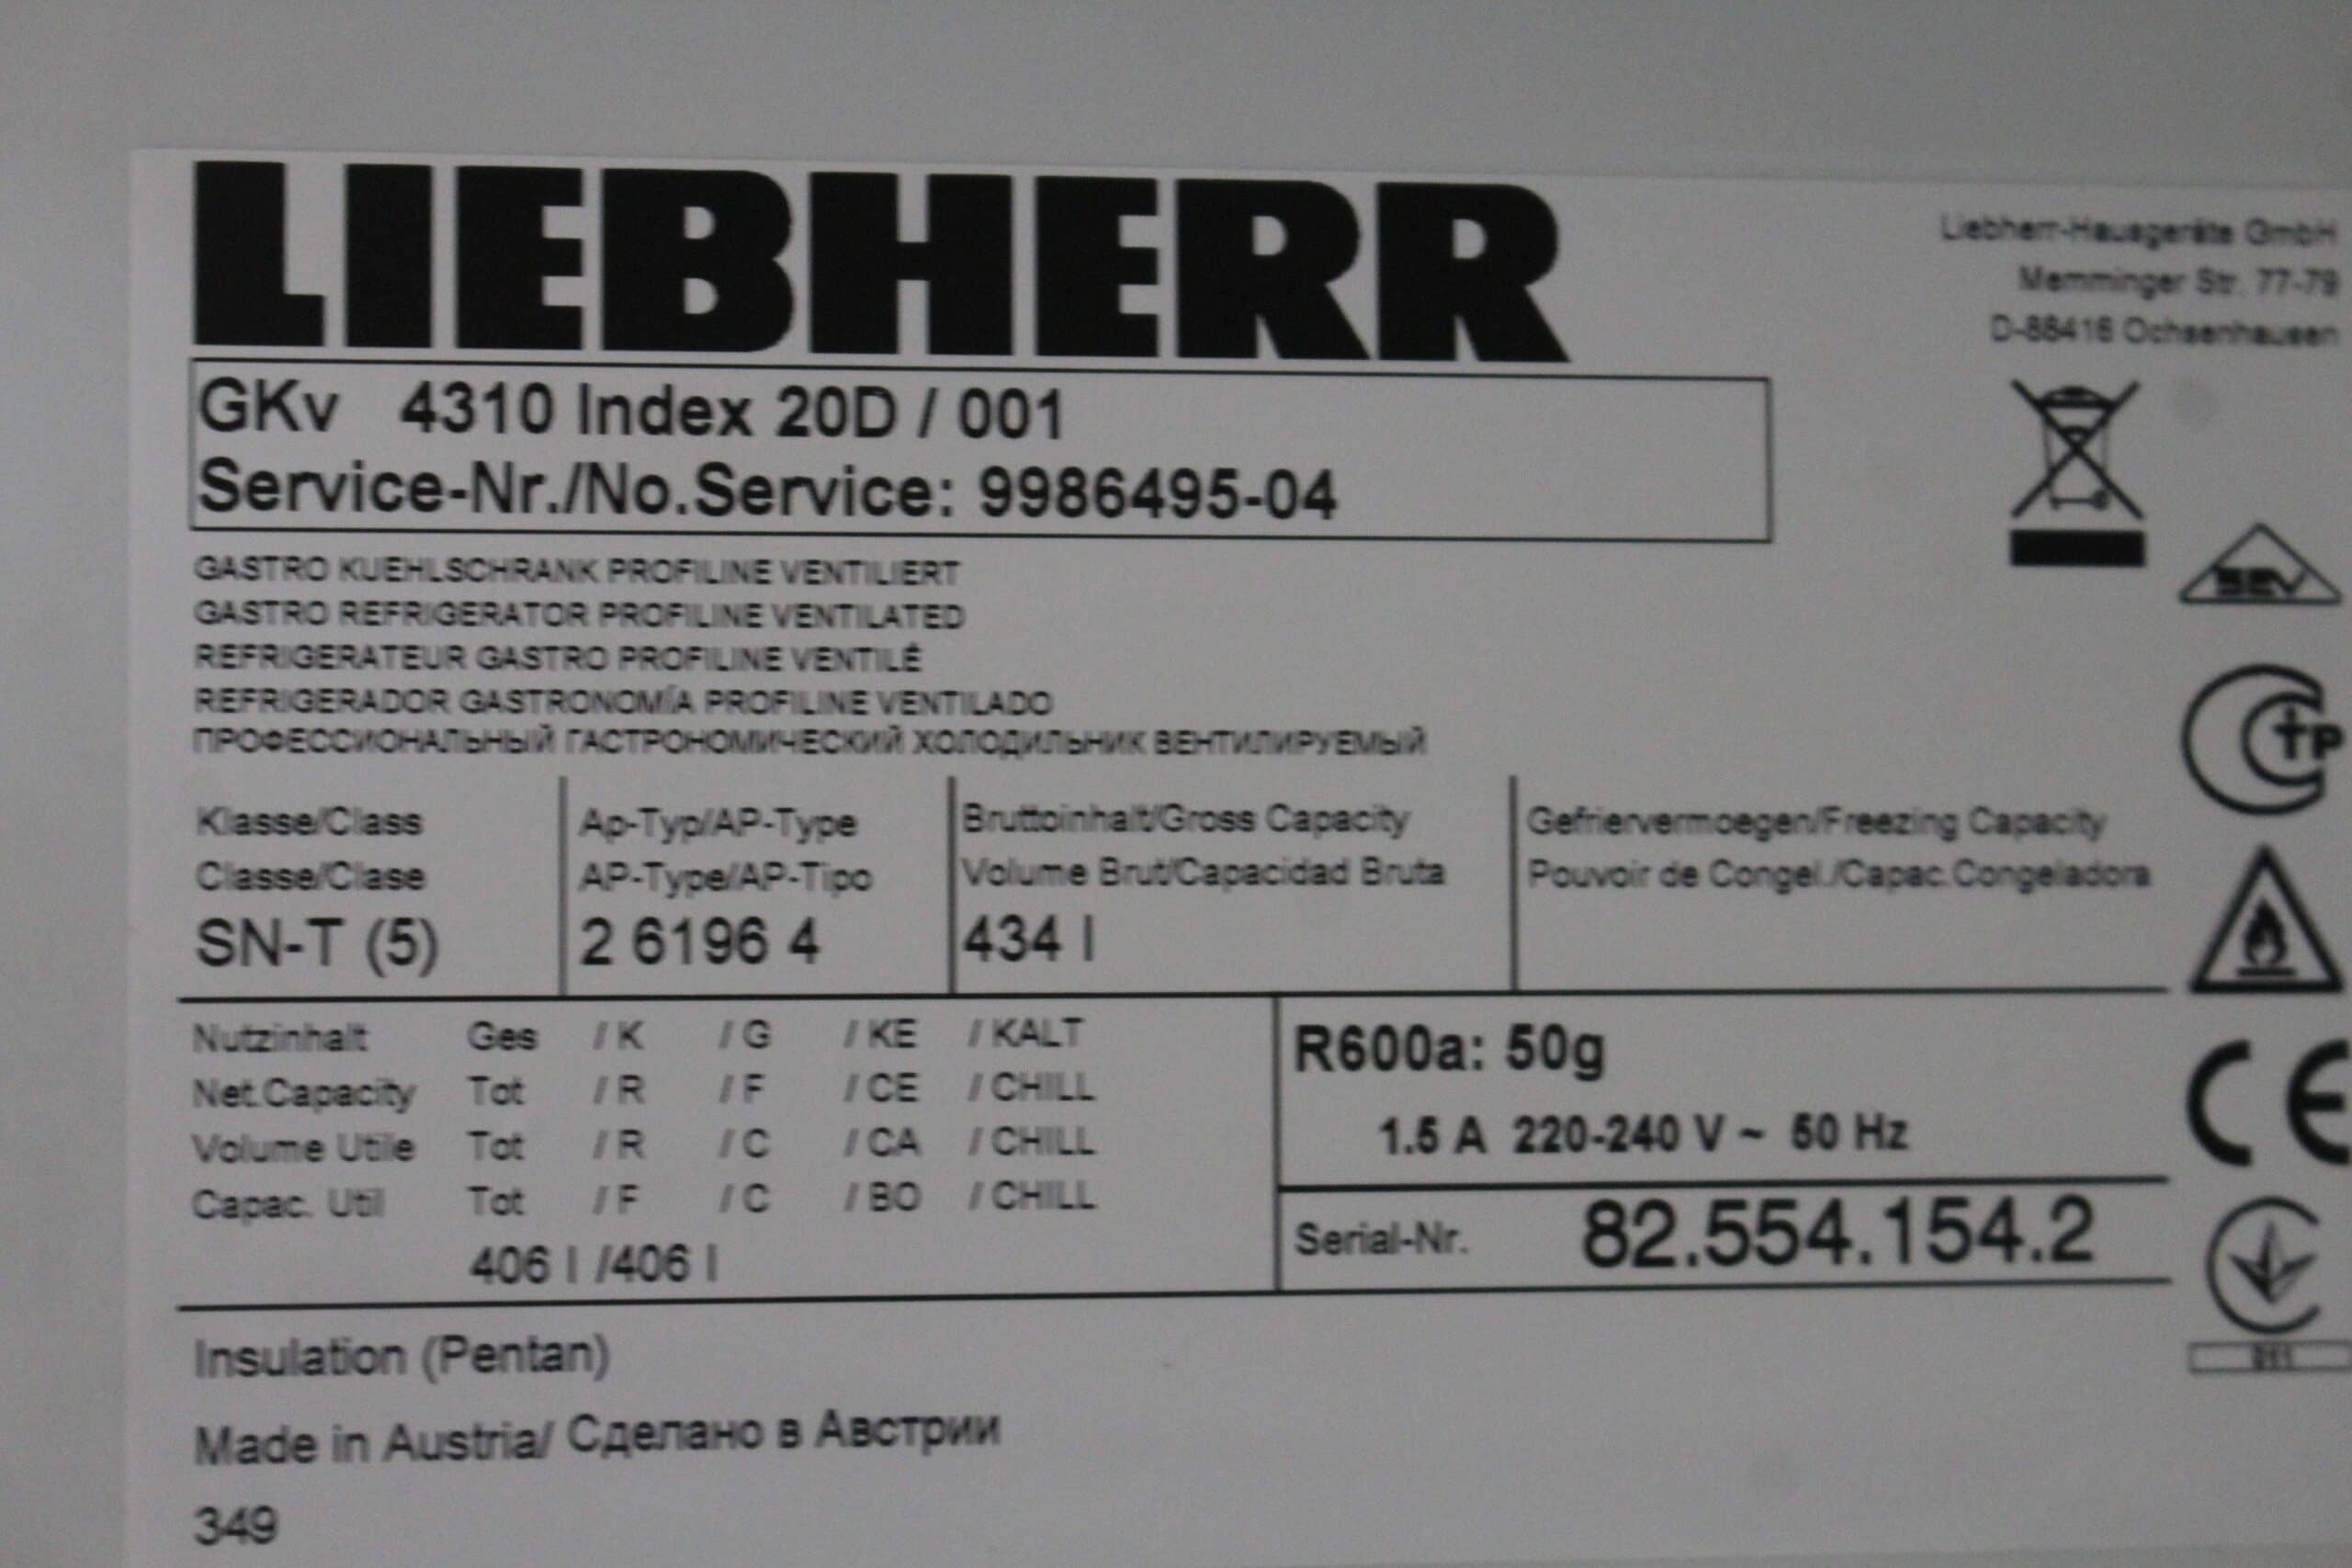 LIEBHERR
Liebherr-Hausgeräte GmbH
Memminger Str. 77-79
D-88416 Ochsenhausen
GKv 4310 Index 20D / 001
Service-Nr./No.Service: 9986495-04
GASTRO KUEHLSCHRANK PROFILINE VENTILIERT
GASTRO REFRIGERATOR PROFILINE VENTILATED
REFRIGERATEUR GASTRO PROFILINE VENTILÉ
REFRIGERADOR GASTRONOMÍA PROFILINE VENTILADO
ПРОФЕССИОНАЛЬНЫЙ ГАСТРОНОМИЧЕСКИЙ ХОЛОДИЛЬНИК ВЕНТИЛИРУЕМЫЙ
SEV
Klasse/Class
Classe/Clase
SN-T (5)
Ap-Typ/AP-Type
AP-Type/AP-Tipo
2 6196 4
Bruttoinhalt/Gross Capacity
Volume Brut/Capacidad Bruta
434 l
Gefriervermoegen/Freezing Capacity
Pouvoir de Congel./Capac.Congeladora
Nutzinhalt Ges / K / G / KE / KALT
Net.Capacity Tot / R / F / CE / CHILL
Volume Utile Tot / R / C / CA / CHILL
Capac. Util Tot / F / C / BO / CHILL
406 l /406 l
R600a: 50g
1.5 A 220-240 V ~ 50 Hz
Serial-Nr. 82.554.154.2
CE
Insulation (Pentan)
Made in Austria/ Сделано в Австрии
349